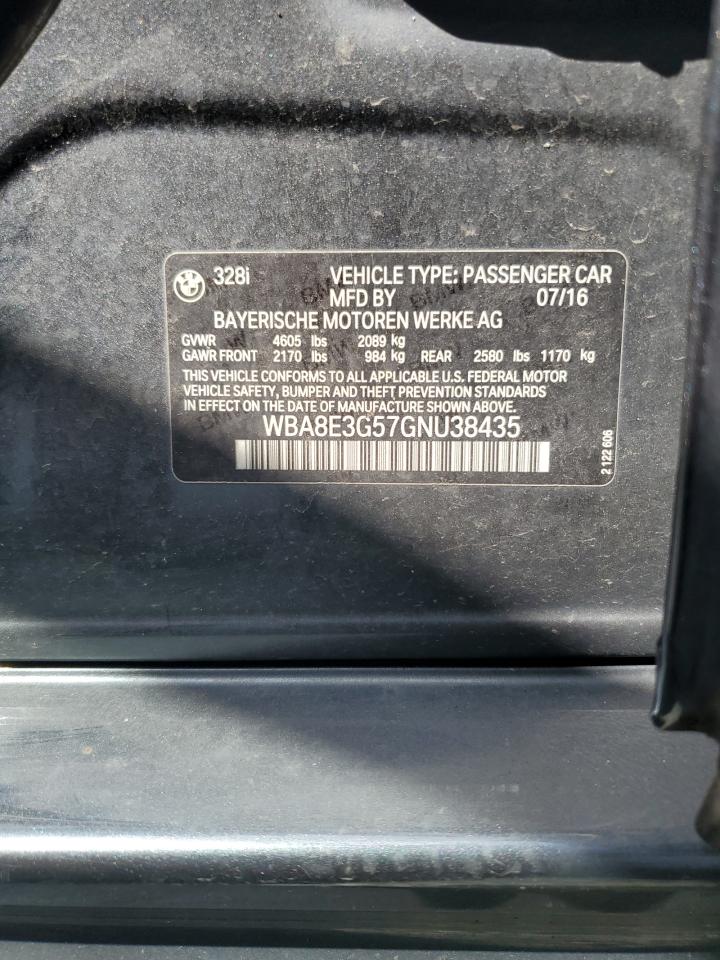 328i VEHICLE TYPE: PASSENGER CAR
MFD BY 07/16
BAYERISCHE MOTOREN WERKE AG
GVWR 4605 lbs 2089 kg
GAWR FRONT 2170 lbs 984 kg REAR 2580 lbs 1170 kg
THIS VEHICLE CONFORMS TO ALL APPLICABLE U.S. FEDERAL MOTOR
VEHICLE SAFETY, BUMPER AND THEFT PREVENTION STANDARDS
IN EFFECT ON THE DATE OF MANUFACTURE SHOWN ABOVE.
WBA8E3G57GNU38435
2 122 606